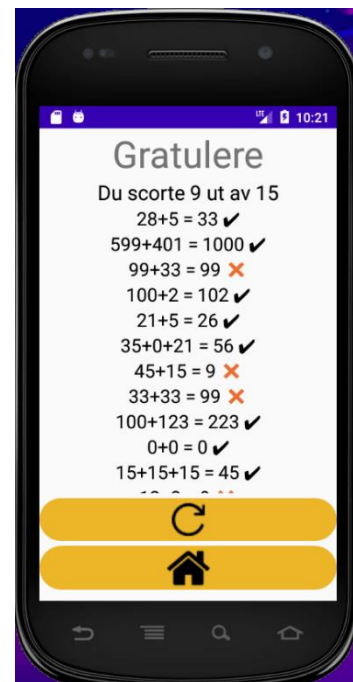 LTE 10:21
Gratulere
Du scorte 9 ut av 15
28+5 = 33 ✔
599+401 = 1000 ✔
99+33 = 99 ❌
100+2 = 102 ✔
21+5 = 26 ✔
35+0+21 = 56 ✔
45+15 = 9 ❌
33+33 = 99 ❌
100+123 = 223 ✔
0+0 = 0 ✔
15+15+15 = 45 ✔